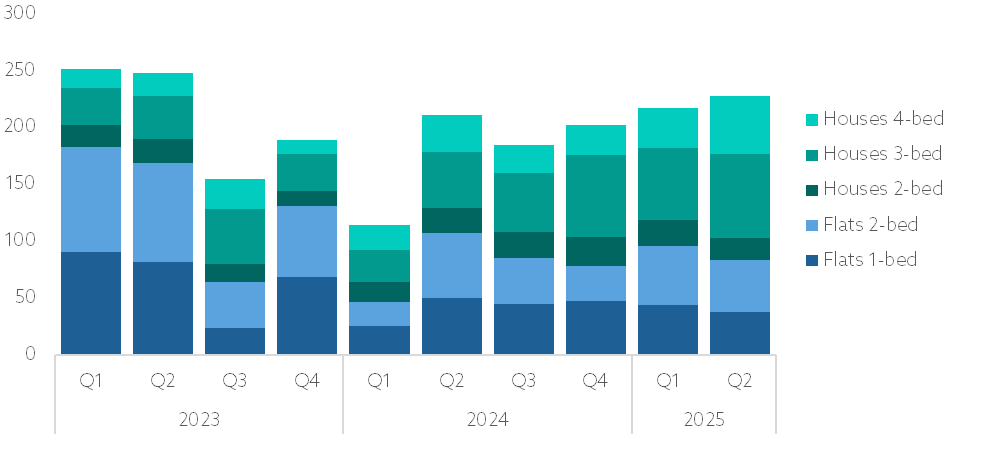 300
250
200
150
100
50
0
Q1 Q2 Q3 Q4 Q1 Q2 Q3 Q4 Q1 Q2
2023 2024 2025
Houses 4-bed
Houses 3-bed
Houses 2-bed
Flats 2-bed
Flats 1-bed